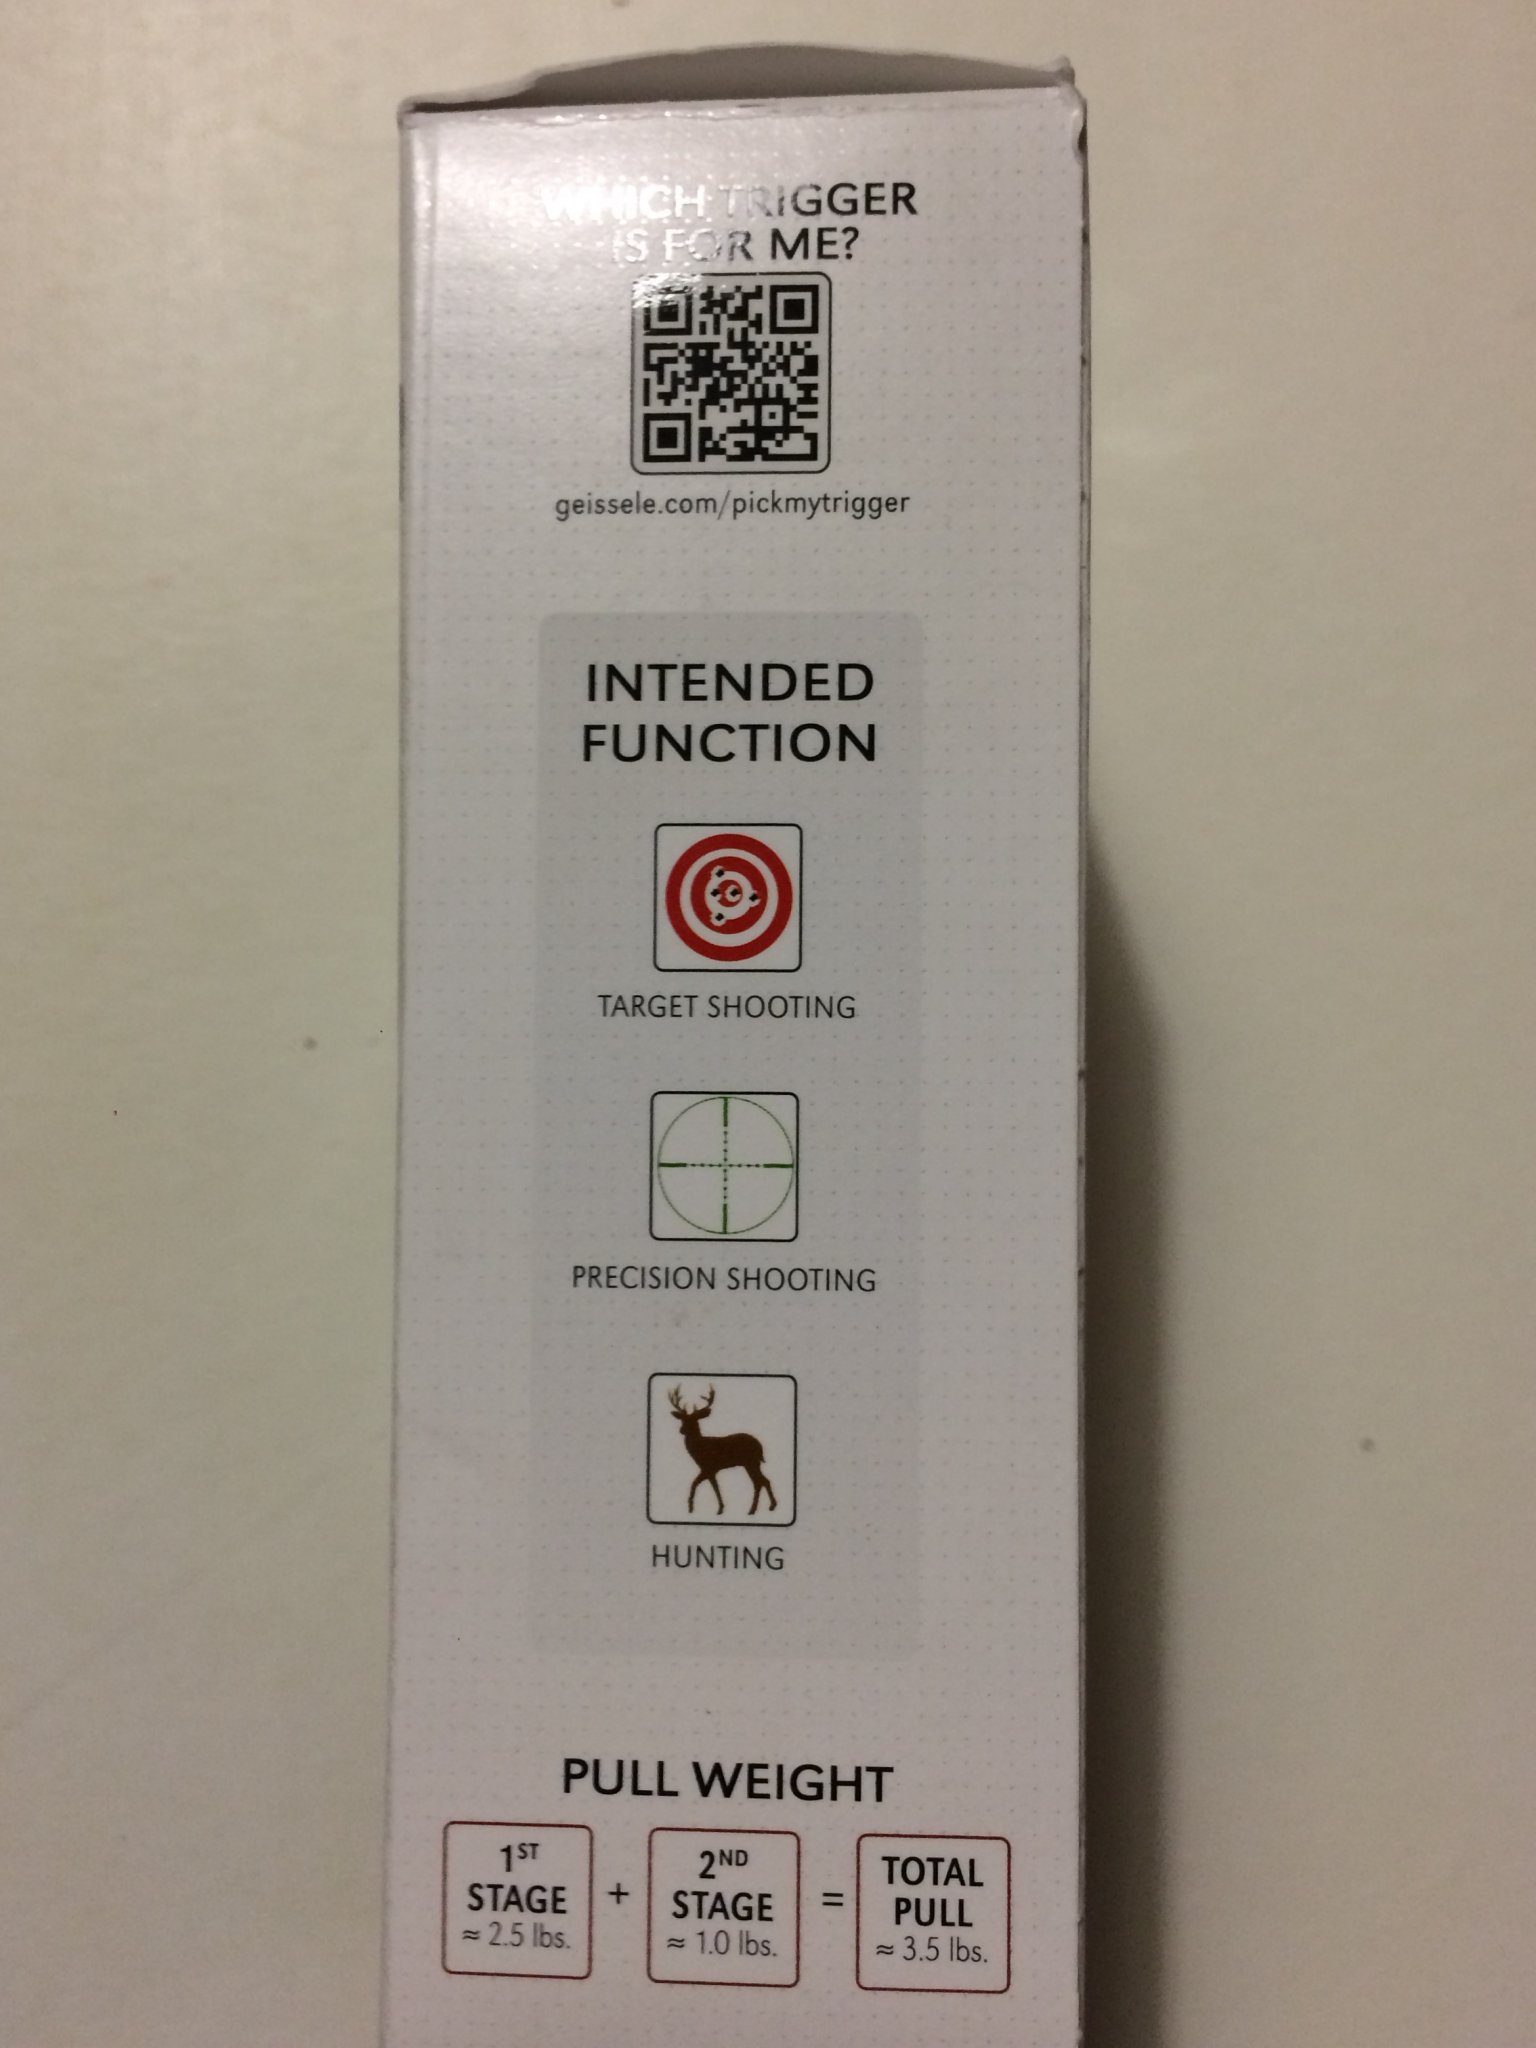 WHICH TRIGGER
IS FOR ME?
geissele.com/pickmytrigger
INTENDED
FUNCTION
TARGET SHOOTING
PRECISION SHOOTING
HUNTING
PULL WEIGHT
1ST
STAGE
≈ 2.5 lbs.
+
2ND
STAGE
≈ 1.0 lbs.
=
TOTAL
PULL
≈ 3.5 lbs.